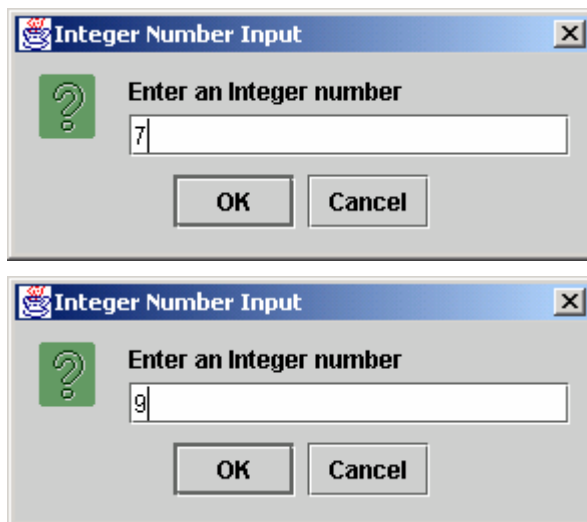 Integer Number Input
Enter an Integer number
7
OK Cancel
Integer Number Input
Enter an Integer number
9
OK Cancel